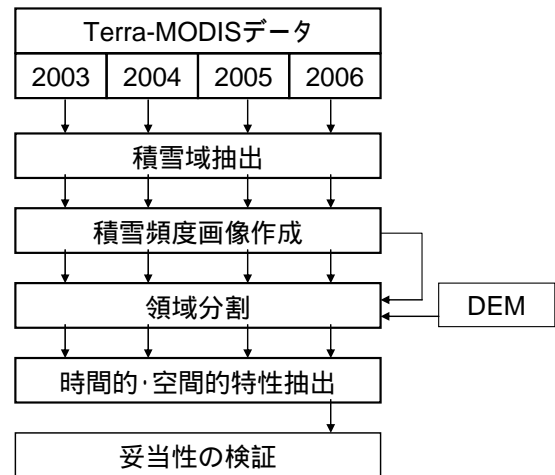 Terra-MODISデータ
2003 2004 2005 2006
積雪域抽出
積雪頻度画像作成
領域分割
DEM
時間的･空間的特性抽出
妥当性の検証